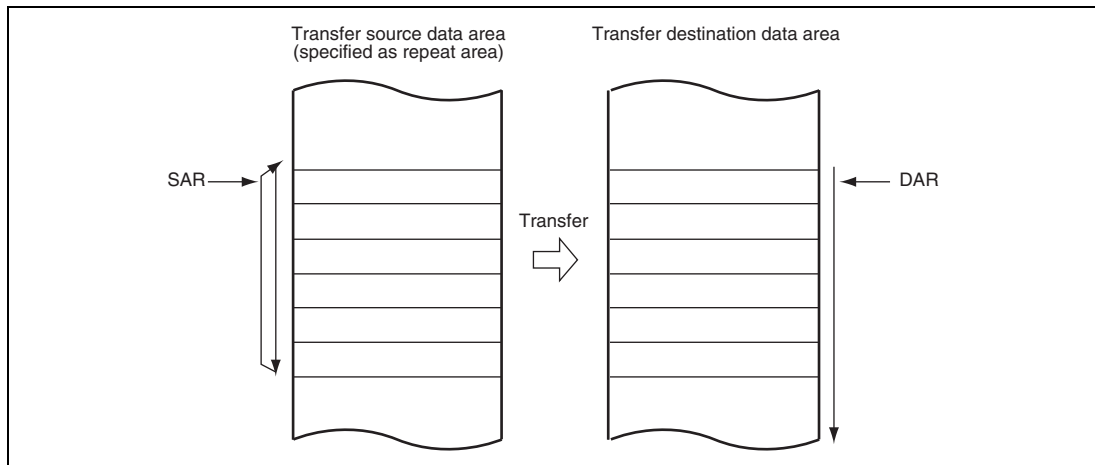 Transfer source data area
(specified as repeat area)
Transfer destination data area
SAR
Transfer
DAR